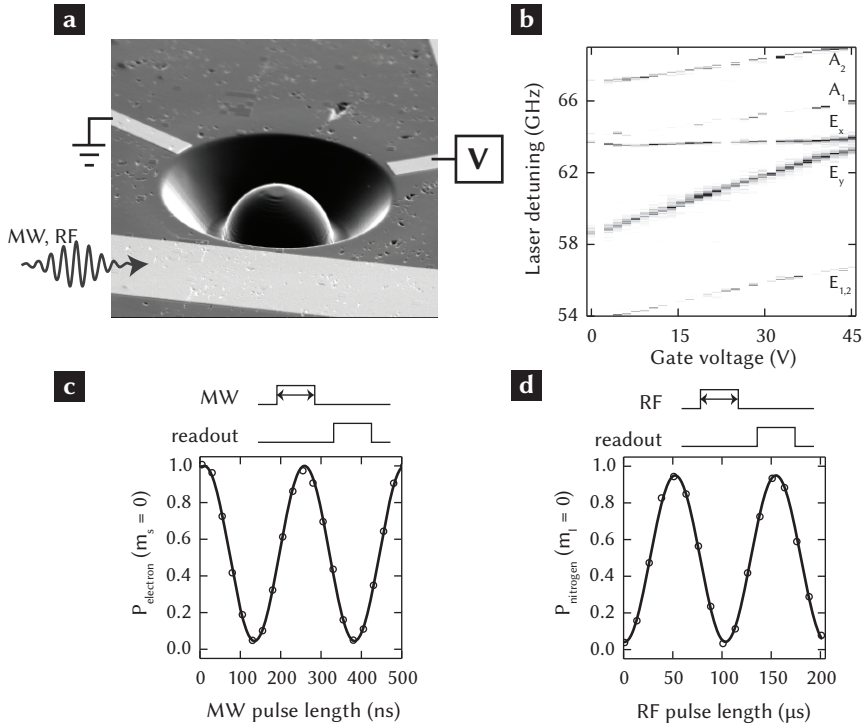 a
V
MW, RF
b
Laser detuning (GHz)
66
62
58
54
A2
A1
Ex
Ey
E1,2
0 15 30 45
Gate voltage (V)
c
MW
readout
Pelectron (ms = 0)
1.0
0.8
0.6
0.4
0.2
0.0
0 100 200 300 400 500
MW pulse length (ns)
d
RF
readout
Pnitrogen (mI = 0)
1.0
0.8
0.6
0.4
0.2
0.0
0 50 100 150 200
RF pulse length (µs)